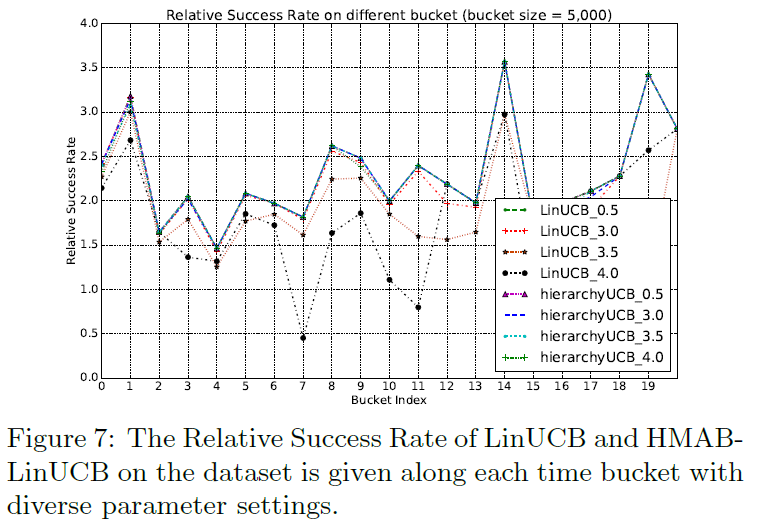 Relative Success Rate on different bucket (bucket size = 5,000)
4.0
3.5
3.0
2.5
2.0
1.5
1.0
0.5
0.0
Relative Success Rate
0 1 2 3 4 5 6 7 8 9 10 11 12 13 14 15 16 17 18 19
Bucket Index
LinUCB_0.5
LinUCB_3.0
LinUCB_3.5
LinUCB_4.0
hierarchyUCB_0.5
hierarchyUCB_3.0
hierarchyUCB_3.5
hierarchyUCB_4.0
Figure 7: The Relative Success Rate of LinUCB and HMAB-
LinUCB on the dataset is given along each time bucket with
diverse parameter settings.